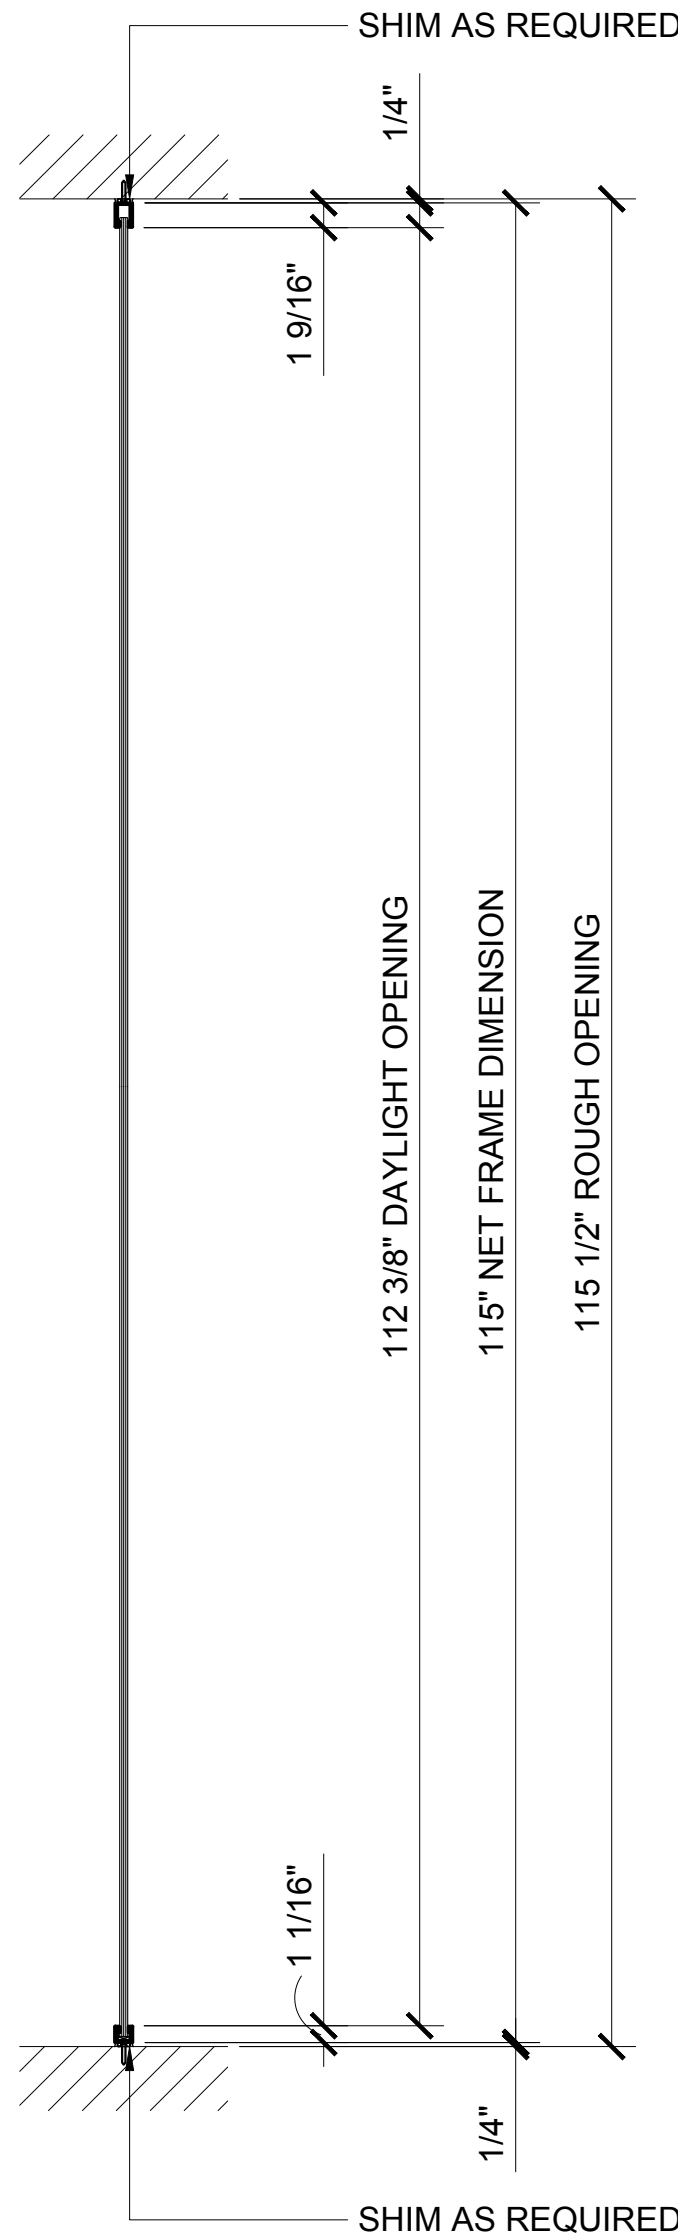 SHIM AS REQUIRED
1/4"
1 9/16"
112 3/8" DAYLIGHT OPENING
115" NET FRAME DIMENSION
115 1/2" ROUGH OPENING
1 1/16"
1/4"
SHIM AS REQUIRED